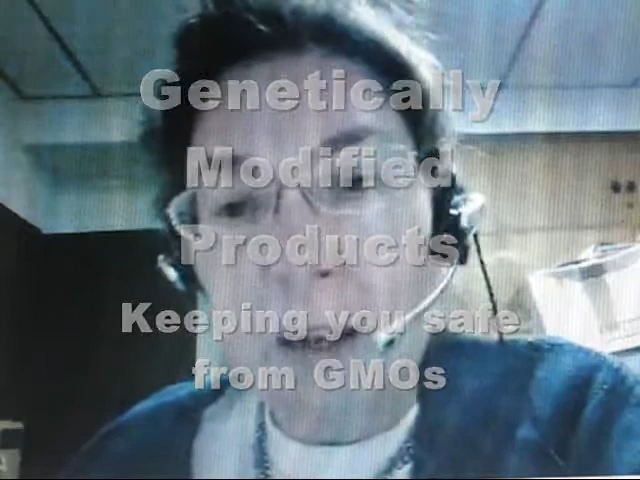 Genetically
Modified
Products
Keeping you safe
from GMOs